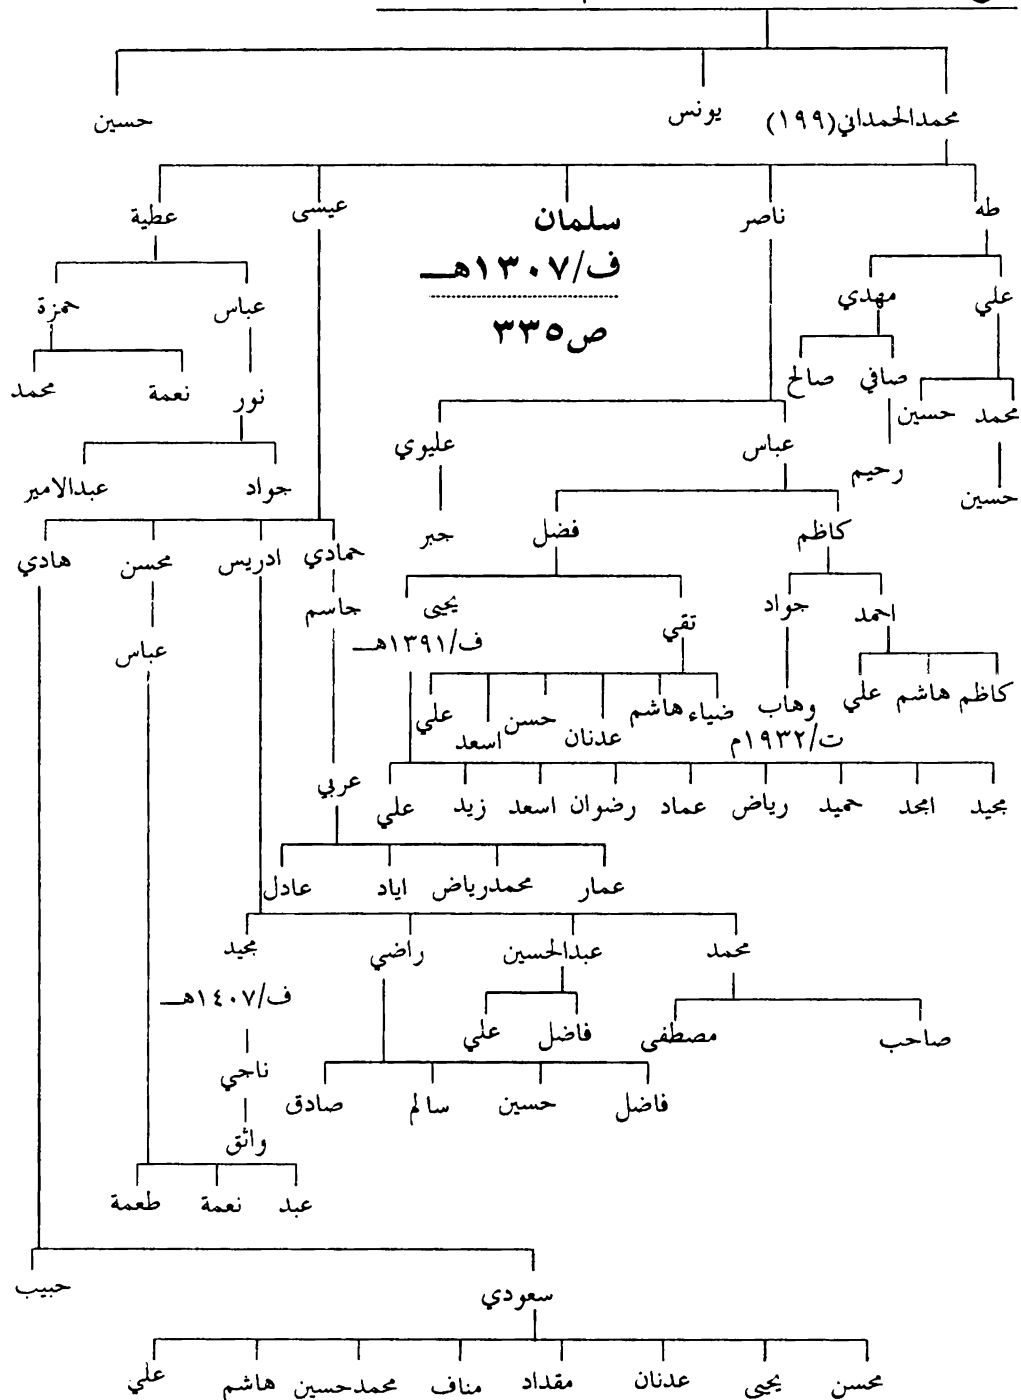 محمدالحمداني(١٩٩) يونس حسين
طه ناصر سلمان عيسى عطية
ف/١٣٠٧هـ
ص٣٣٥
علي مهدي عباس حمزة
صافي صالح نعمة محمد
محمد حسين نور
عباس عليوي
رحيم حسين
جواد عبدالامير
كاظم فضل جبر
حمادي ادريس محسن هادي
احمد جواد تقي يحيى جاسم
ف/١٣٩١هـ
عباس
كاظم هاشم علي وهاب ضياء هاشم عدنان حسن اسعد علي
ت/١٩٣٢م
عربي
مجيد امجد حميد رياض عماد رضوان اسعد زيد علي
عمار محمدرياض اياد عادل
محمد عبدالحسين راضي مجيد
ف/١٤٠٧هـ
صاحب مصطفى فاضل علي
ناجي
فاضل حسين سالم صادق
واثق
عبد نعمة طعمة
سعودي حبيب
محسن يحيى عدنان مقداد مناف محمدحسين هاشم علي